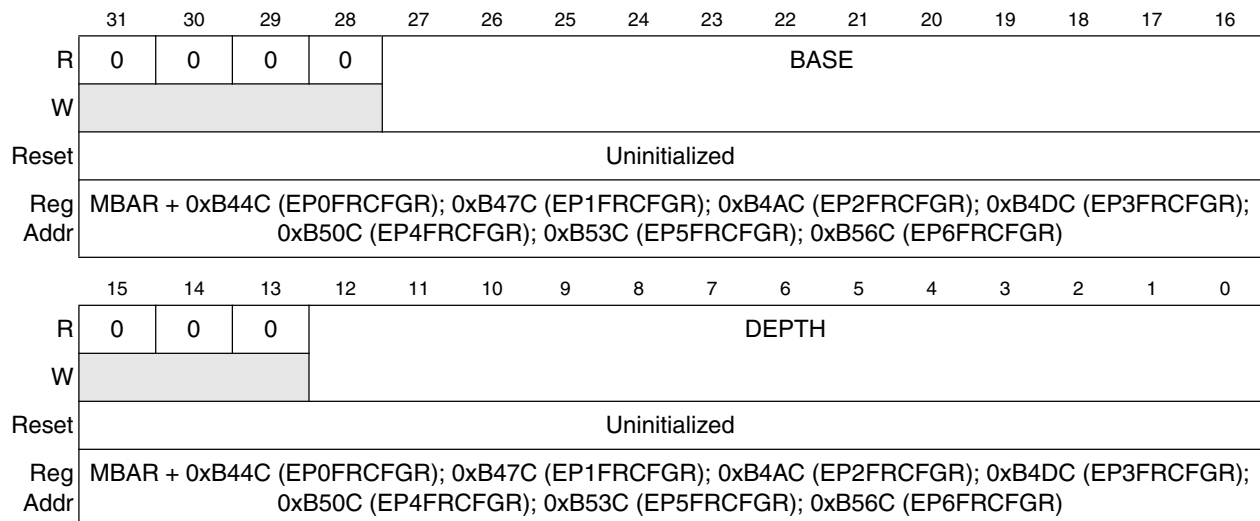 31 30 29 28 27 26 25 24 23 22 21 20 19 18 17 16
R 0 0 0 0 BASE
W
Reset Uninitialized
Reg MBAR + 0xB44C (EP0FRCFGR); 0xB47C (EP1FRCFGR); 0xB4AC (EP2FRCFGR); 0xB4DC (EP3FRCFGR);
Addr 0xB50C (EP4FRCFGR); 0xB53C (EP5FRCFGR); 0xB56C (EP6FRCFGR)
15 14 13 12 11 10 9 8 7 6 5 4 3 2 1 0
R 0 0 0 DEPTH
W
Reset Uninitialized
Reg MBAR + 0xB44C (EP0FRCFGR); 0xB47C (EP1FRCFGR); 0xB4AC (EP2FRCFGR); 0xB4DC (EP3FRCFGR);
Addr 0xB50C (EP4FRCFGR); 0xB53C (EP5FRCFGR); 0xB56C (EP6FRCFGR)